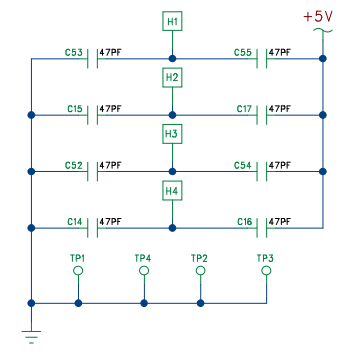 H1
+5V
C53 47PF C55 47PF
H2
C15 47PF C17 47PF
H3
C52 47PF C54 47PF
H4
C14 47PF C16 47PF
TP1 TP4 TP2 TP3